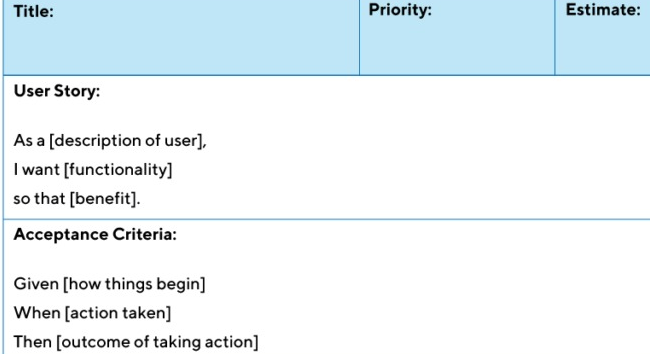 Title:
Priority:
Estimate:
User Story:
As a [description of user],
I want [functionality]
so that [benefit].
Acceptance Criteria:
Given [how things begin]
When [action taken]
Then [outcome of taking action]